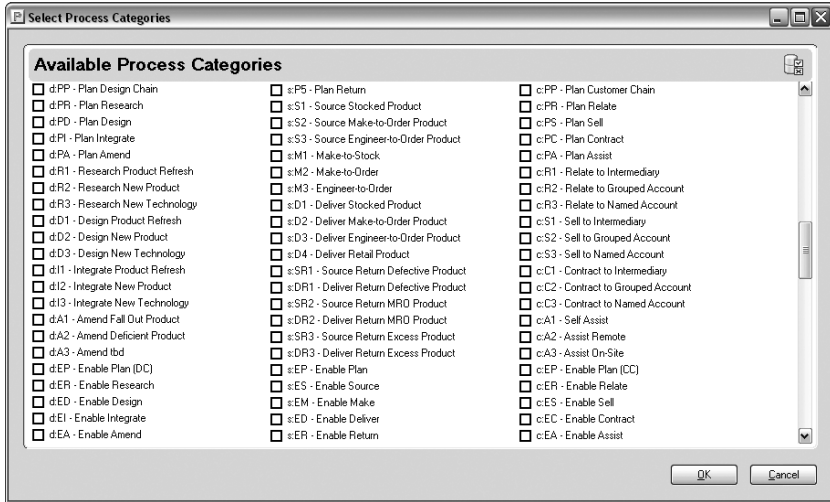 Select Process Categories
Available Process Categories
d:PP - Plan Design Chain
d:PR - Plan Research
d:PD - Plan Design
d:PI - Plan Integrate
d:PA - Plan Amend
d:R1 - Research Product Refresh
d:R2 - Research New Product
d:R3 - Research New Technology
d:D1 - Design Product Refresh
d:D2 - Design New Product
d:D3 - Design New Technology
d:I1 - Integrate Product Refresh
d:I2 - Integrate New Product
d:I3 - Integrate New Technology
d:A1 - Amend Fall Out Product
d:A2 - Amend Deficient Product
d:A3 - Amend tbd
d:EP - Enable Plan (DC)
d:ER - Enable Research
d:ED - Enable Design
d:EI - Enable Integrate
d:EA - Enable Amend
s:P5 - Plan Return
s:S1 - Source Stocked Product
s:S2 - Source Make-to-Order Product
s:S3 - Source Engineer-to-Order Product
s:M1 - Make-to-Stock
s:M2 - Make-to-Order
s:M3 - Engineer-to-Order
s:D1 - Deliver Stocked Product
s:D2 - Deliver Make-to-Order Product
s:D3 - Deliver Engineer-to-Order Product
s:D4 - Deliver Retail Product
s:SR1 - Source Return Defective Product
s:DR1 - Deliver Return Defective Product
s:SR2 - Source Return MRO Product
s:DR2 - Deliver Return MRO Product
s:SR3 - Source Return Excess Product
s:DR3 - Deliver Return Excess Product
s:EP - Enable Plan
s:ES - Enable Source
s:EM - Enable Make
s:ED - Enable Deliver
s:ER - Enable Return
c:PP - Plan Customer Chain
c:PR - Plan Relate
c:PS - Plan Sell
c:PC - Plan Contract
c:PA - Plan Assist
c:R1 - Relate to Intermediary
c:R2 - Relate to Grouped Account
c:R3 - Relate to Named Account
c:S1 - Sell to Intermediary
c:S2 - Sell to Grouped Account
c:S3 - Sell to Named Account
c:C1 - Contract to Intermediary
c:C2 - Contract to Grouped Account
c:C3 - Contract to Named Account
c:A1 - Self Assist
c:A2 - Assist Remote
c:A3 - Assist On-Site
c:EP - Enable Plan (CC)
c:ER - Enable Relate
c:ES - Enable Sell
c:EC - Enable Contract
c:EA - Enable Assist
OK
Cancel